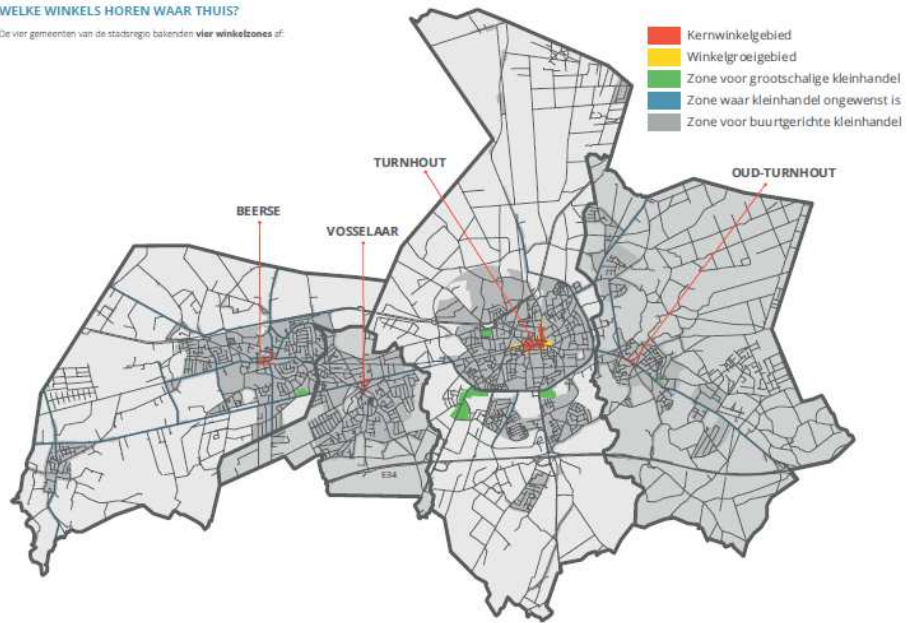 WELKE WINKELS HOREN WAAR THUIS?
De vier gemeenten van de stadsregio bakenden vier winkelzones af:
Kernwinkelgebied
Winkelgroeigebied
Zone voor grootschalige kleinhandel
Zone waar kleinhandel ongewenst is
Zone voor buurtgerichte kleinhandel
TURNHOUT
OUD-TURNHOUT
BEERSE
VOSSELAAR
E34